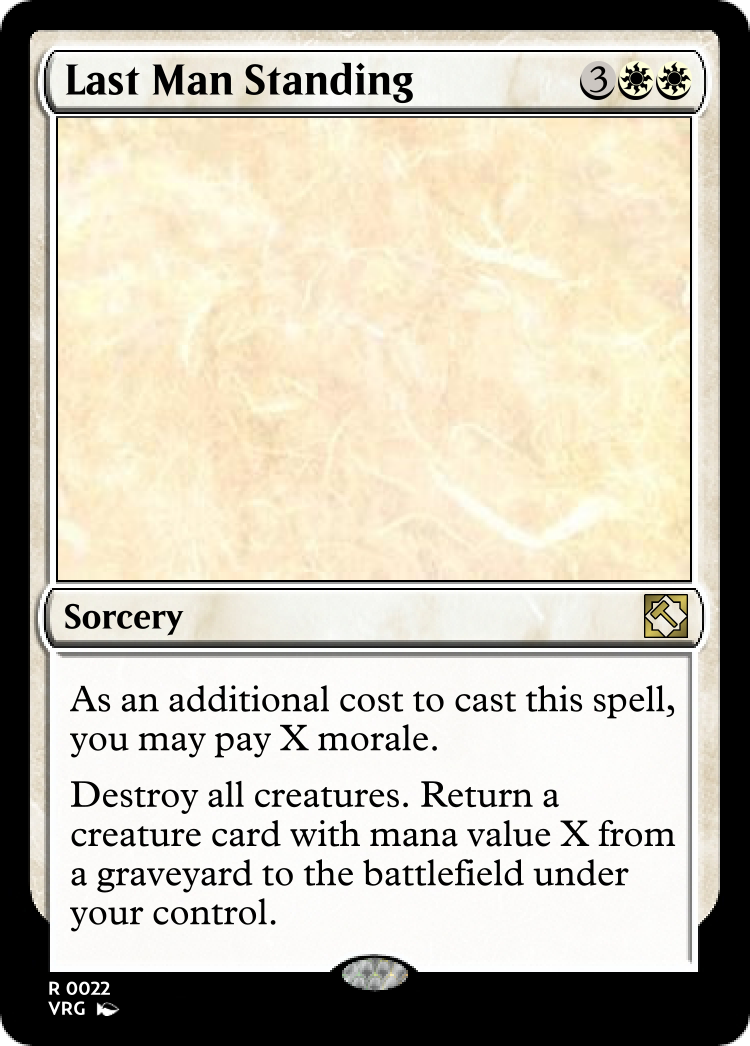 Last Man Standing 3
Sorcery
As an additional cost to cast this spell,
you may pay X morale.
Destroy all creatures. Return a
creature card with mana value X from
a graveyard to the battlefield under
your control.
R 0022
VRG